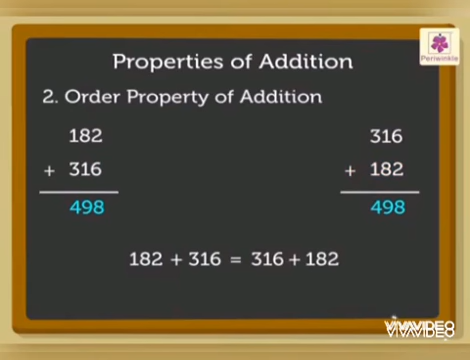 Properties of Addition
Periwinkle
2. Order Property of Addition
182
+ 316
498
316
+ 182
498
182 + 316 = 316 + 182
VIVAVIDEO
VIVAVIDEO